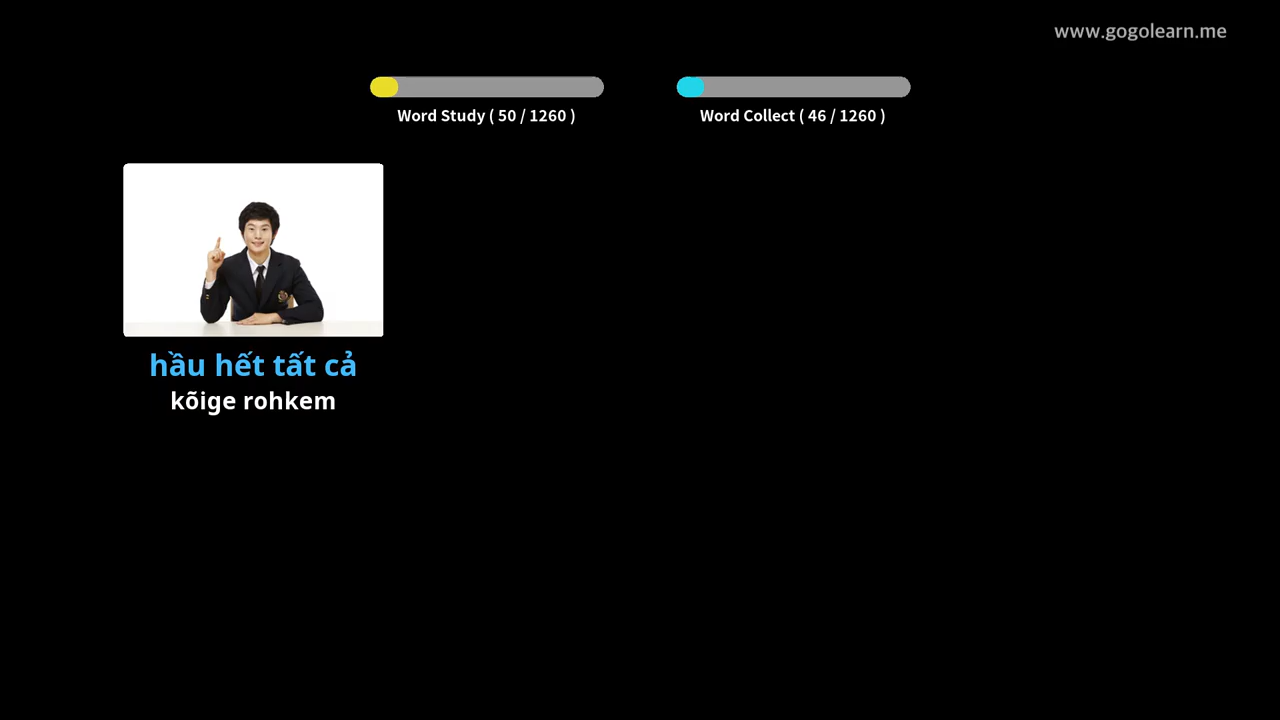 www.gogolearn.me
Word Study ( 50 / 1260 )
Word Collect ( 46 / 1260 )
hầu hết tất cả
kõige rohkem